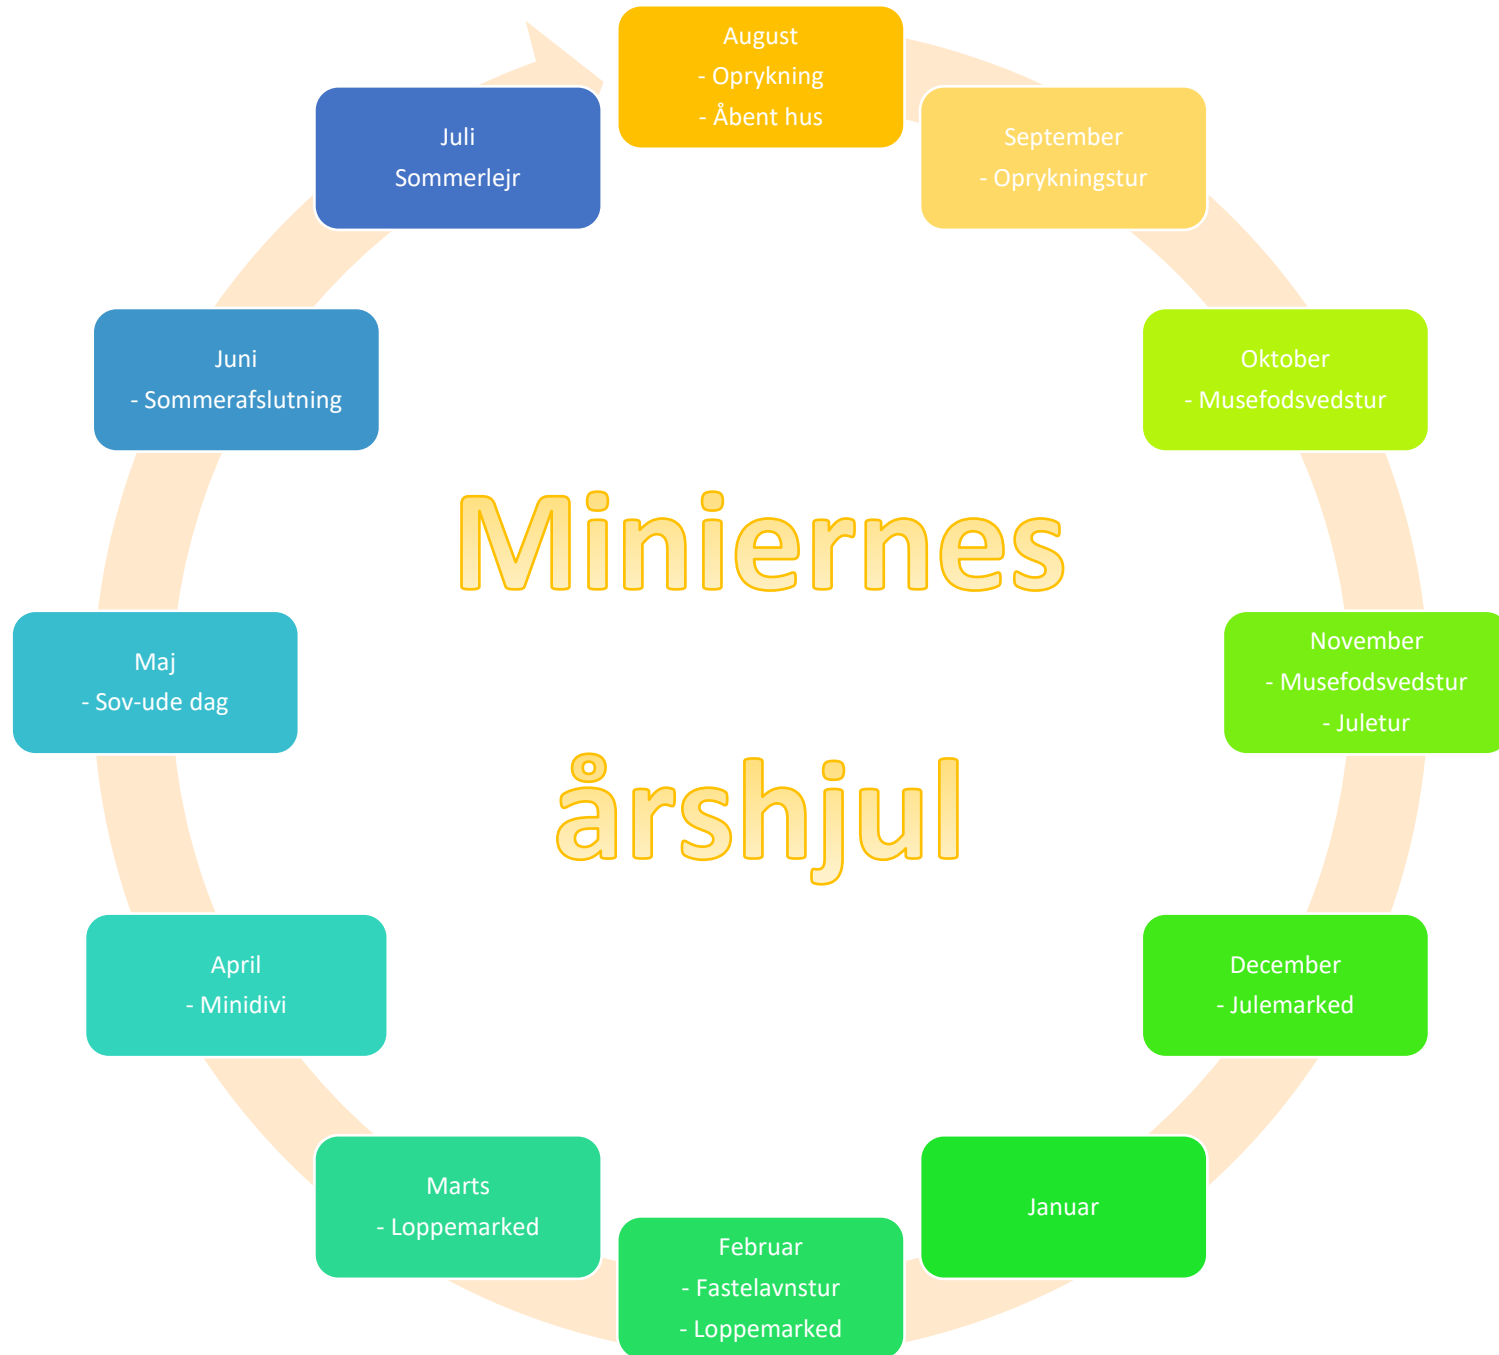 August
- Oprykning
- Åbent hus
September
- Oprykningstur
Oktober
- Musefodsvedstur
November
- Musefodsvedstur
- Juletur
December
- Julemarked
Januar
Februar
- Fastelavnstur
- Loppemarked
Marts
- Loppemarked
April
- Minidivi
Maj
- Sov-ude dag
Juni
- Sommerafslutning
Juli
Sommerlejr
Miniernes
årshjul